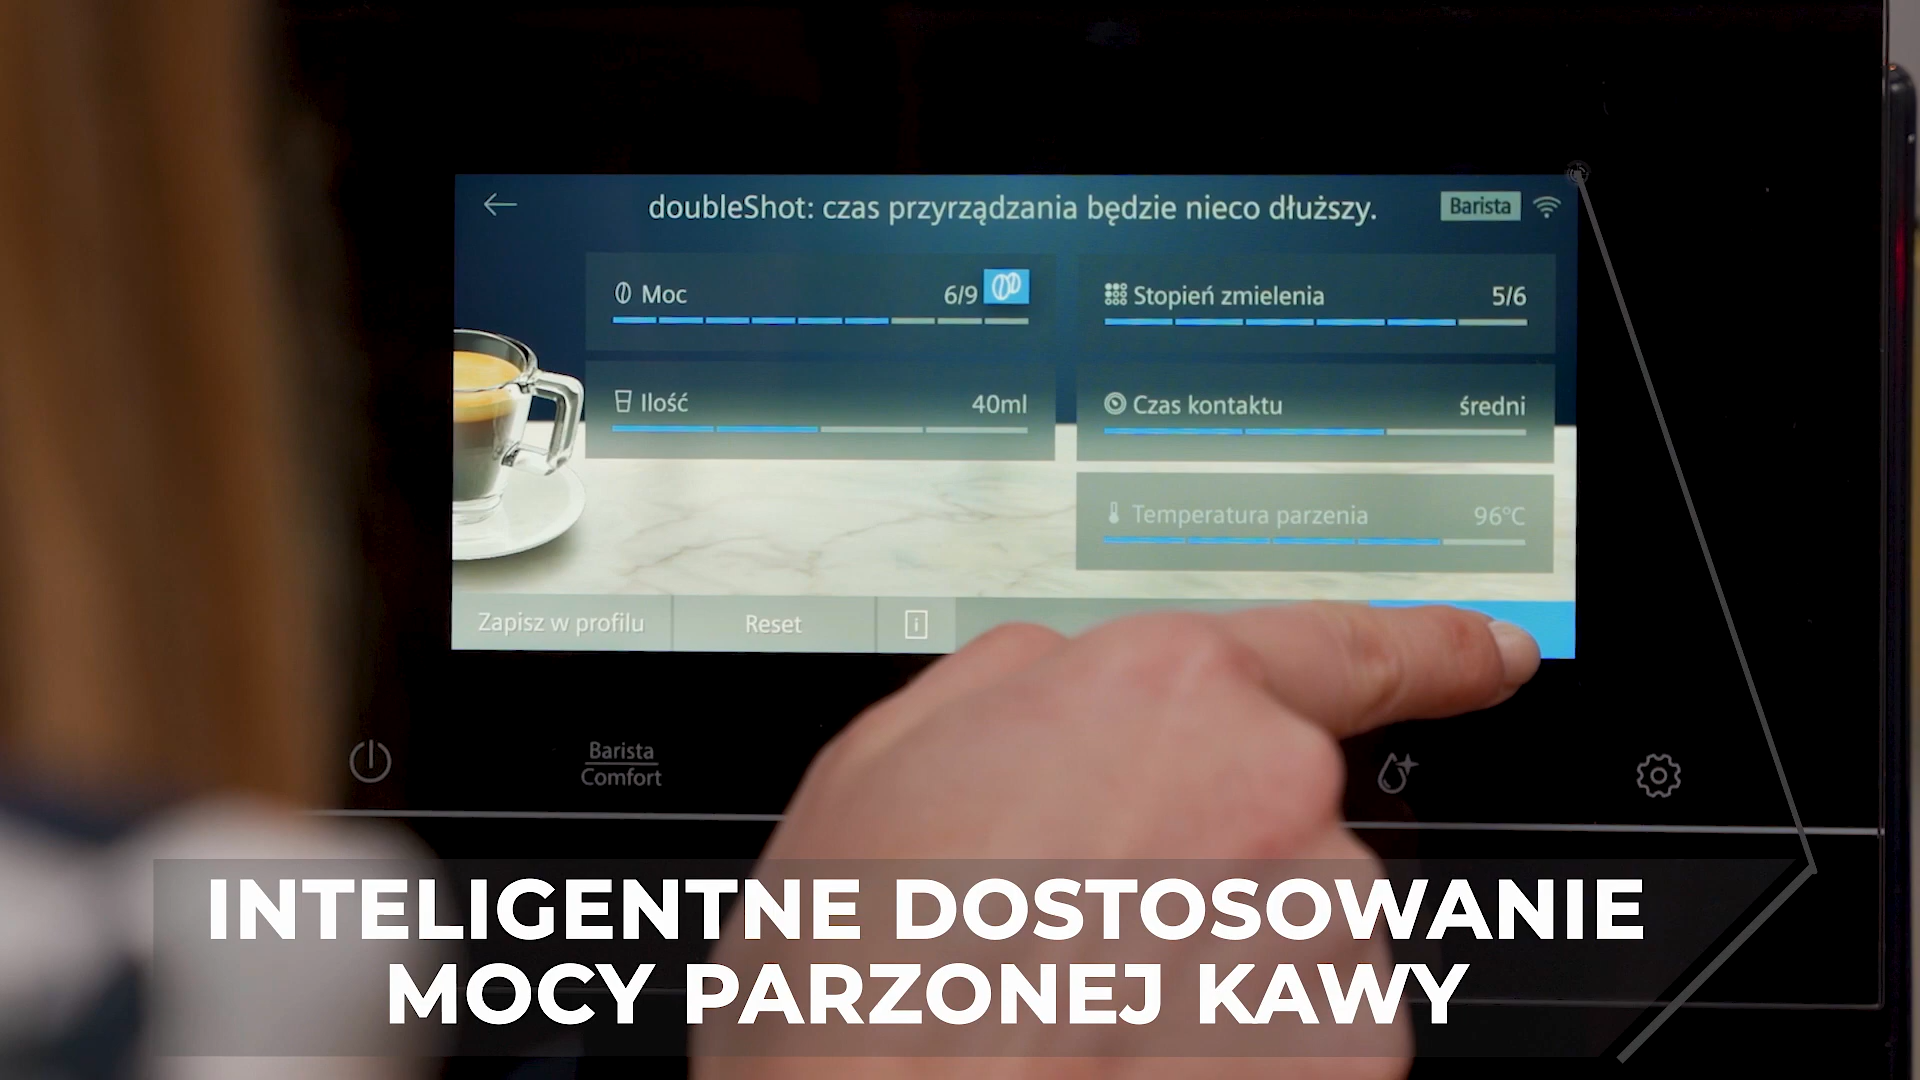 doubleShot: czas przyrządzania będzie nieco dłuższy.
Barista
Moc
6/9
Stopień zmielenia
5/6
Ilość
40ml
Czas kontaktu
średni
Temperatura parzenia
96°C
Zapisz w profilu
Reset
i
Barista
Comfort
INTELIGENTNE DOSTOSOWANIE
MOCY PARZONEJ KAWY